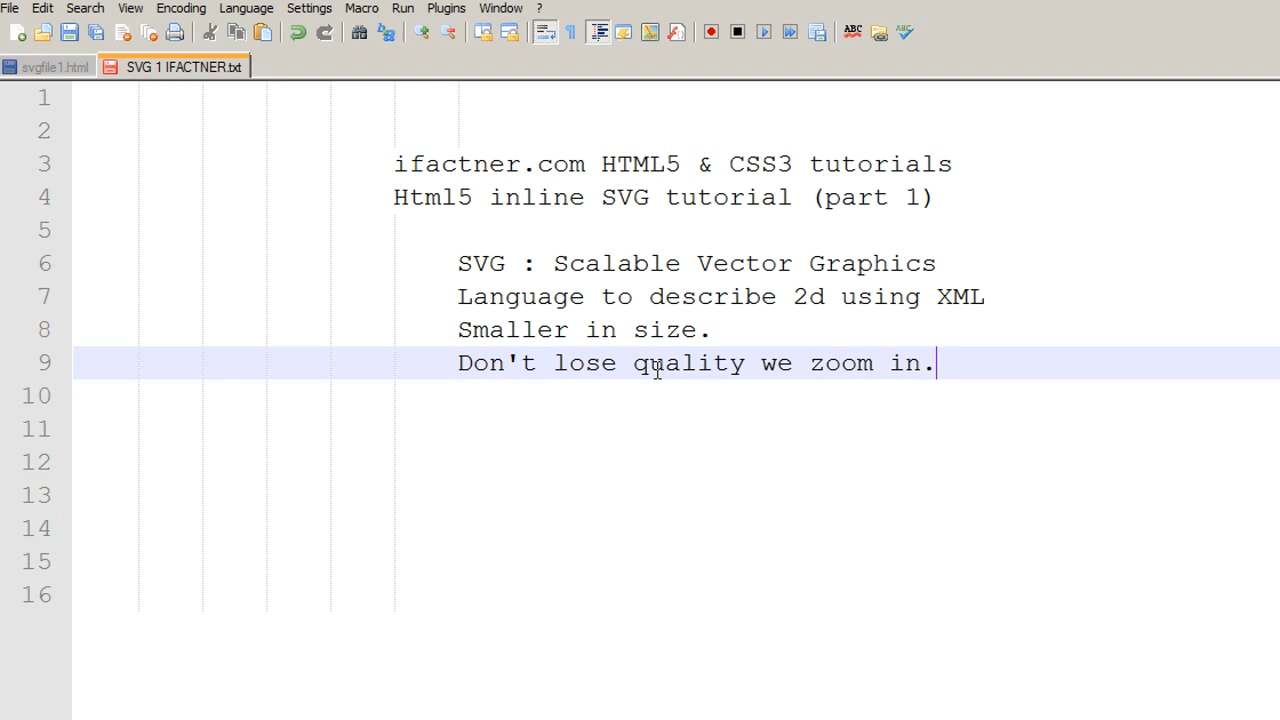 File Edit Search View Encoding Language Settings Macro Run Plugins Window ?
ABC ABC
svgfile1.html SVG 1 IFACTNER.txt
1
2
3 ifactner.com HTML5 & CSS3 tutorials
4 Html5 inline SVG tutorial (part 1)
5
6 SVG : Scalable Vector Graphics
7 Language to describe 2d using XML
8 Smaller in size.
9 Don't lose quality we zoom in.
10
11
12
13
14
15
16